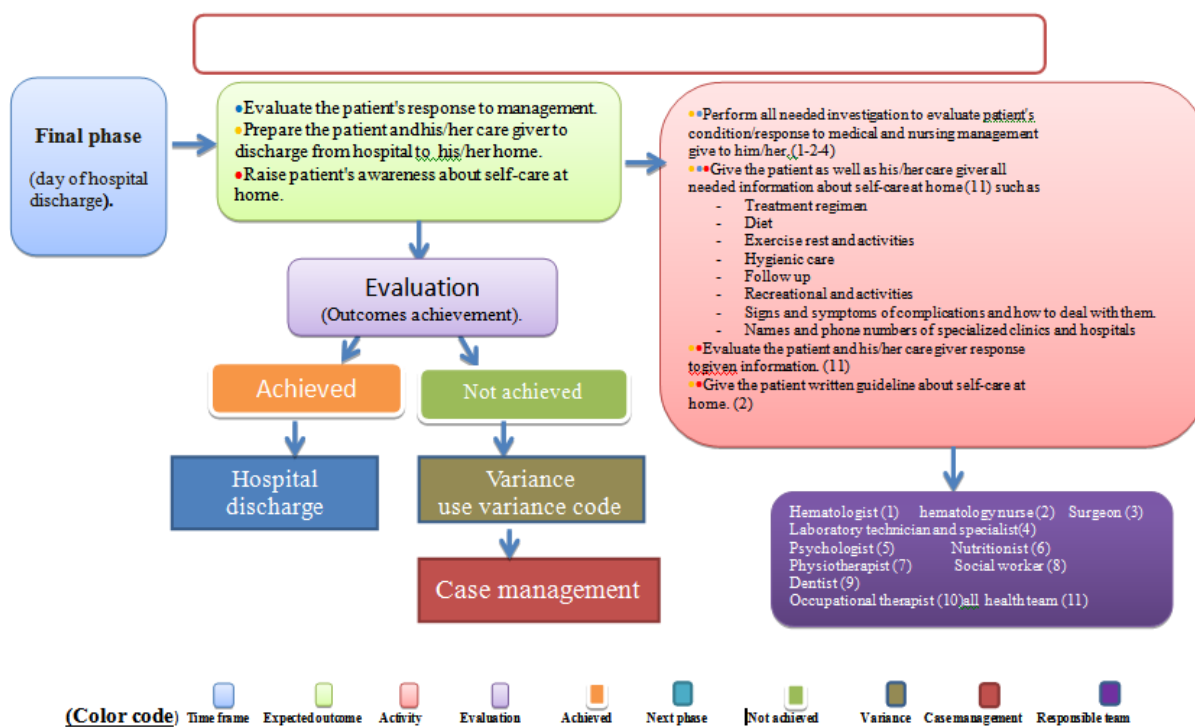 Final phase
(day of hospital
discharge).
●Evaluate the patient's response to management.
●Prepare the patient and his/her care giver to
discharge from hospital to his/her home.
●Raise patient's awareness about self-care at
home.
●●Perform all needed investigation to evaluate patient's
condition/response to medical and nursing management
give to him/her.(1-2-4)
●●●Give the patient as well as his/her care giver all
needed information about self-care at home (11) such as
- Treatment regimen
- Diet
- Exercise rest and activities
- Hygienic care
- Follow up
- Recreational and activities
- Signs and symptoms of complications and how to deal with them.
- Names and phone numbers of specialized clinics and hospitals
●●Evaluate the patient and his/her care giver response
togiven information. (11)
●●Give the patient written guideline about self-care at
home. (2)
Evaluation
(Outcomes achievement).
Achieved
Not achieved
Hospital
discharge
Variance
use variance code
Case management
Hematologist (1) hematology nurse (2) Surgeon (3)
Laboratory technician and specialist(4)
Psychologist (5) Nutritionist (6)
Physiotherapist (7) Social worker (8)
Dentist (9)
Occupational therapist (10)all health team (11)
(Color code) Time frame Expected outcome Activity Evaluation Achieved Next phase Not achieved Variance Case management Responsible team